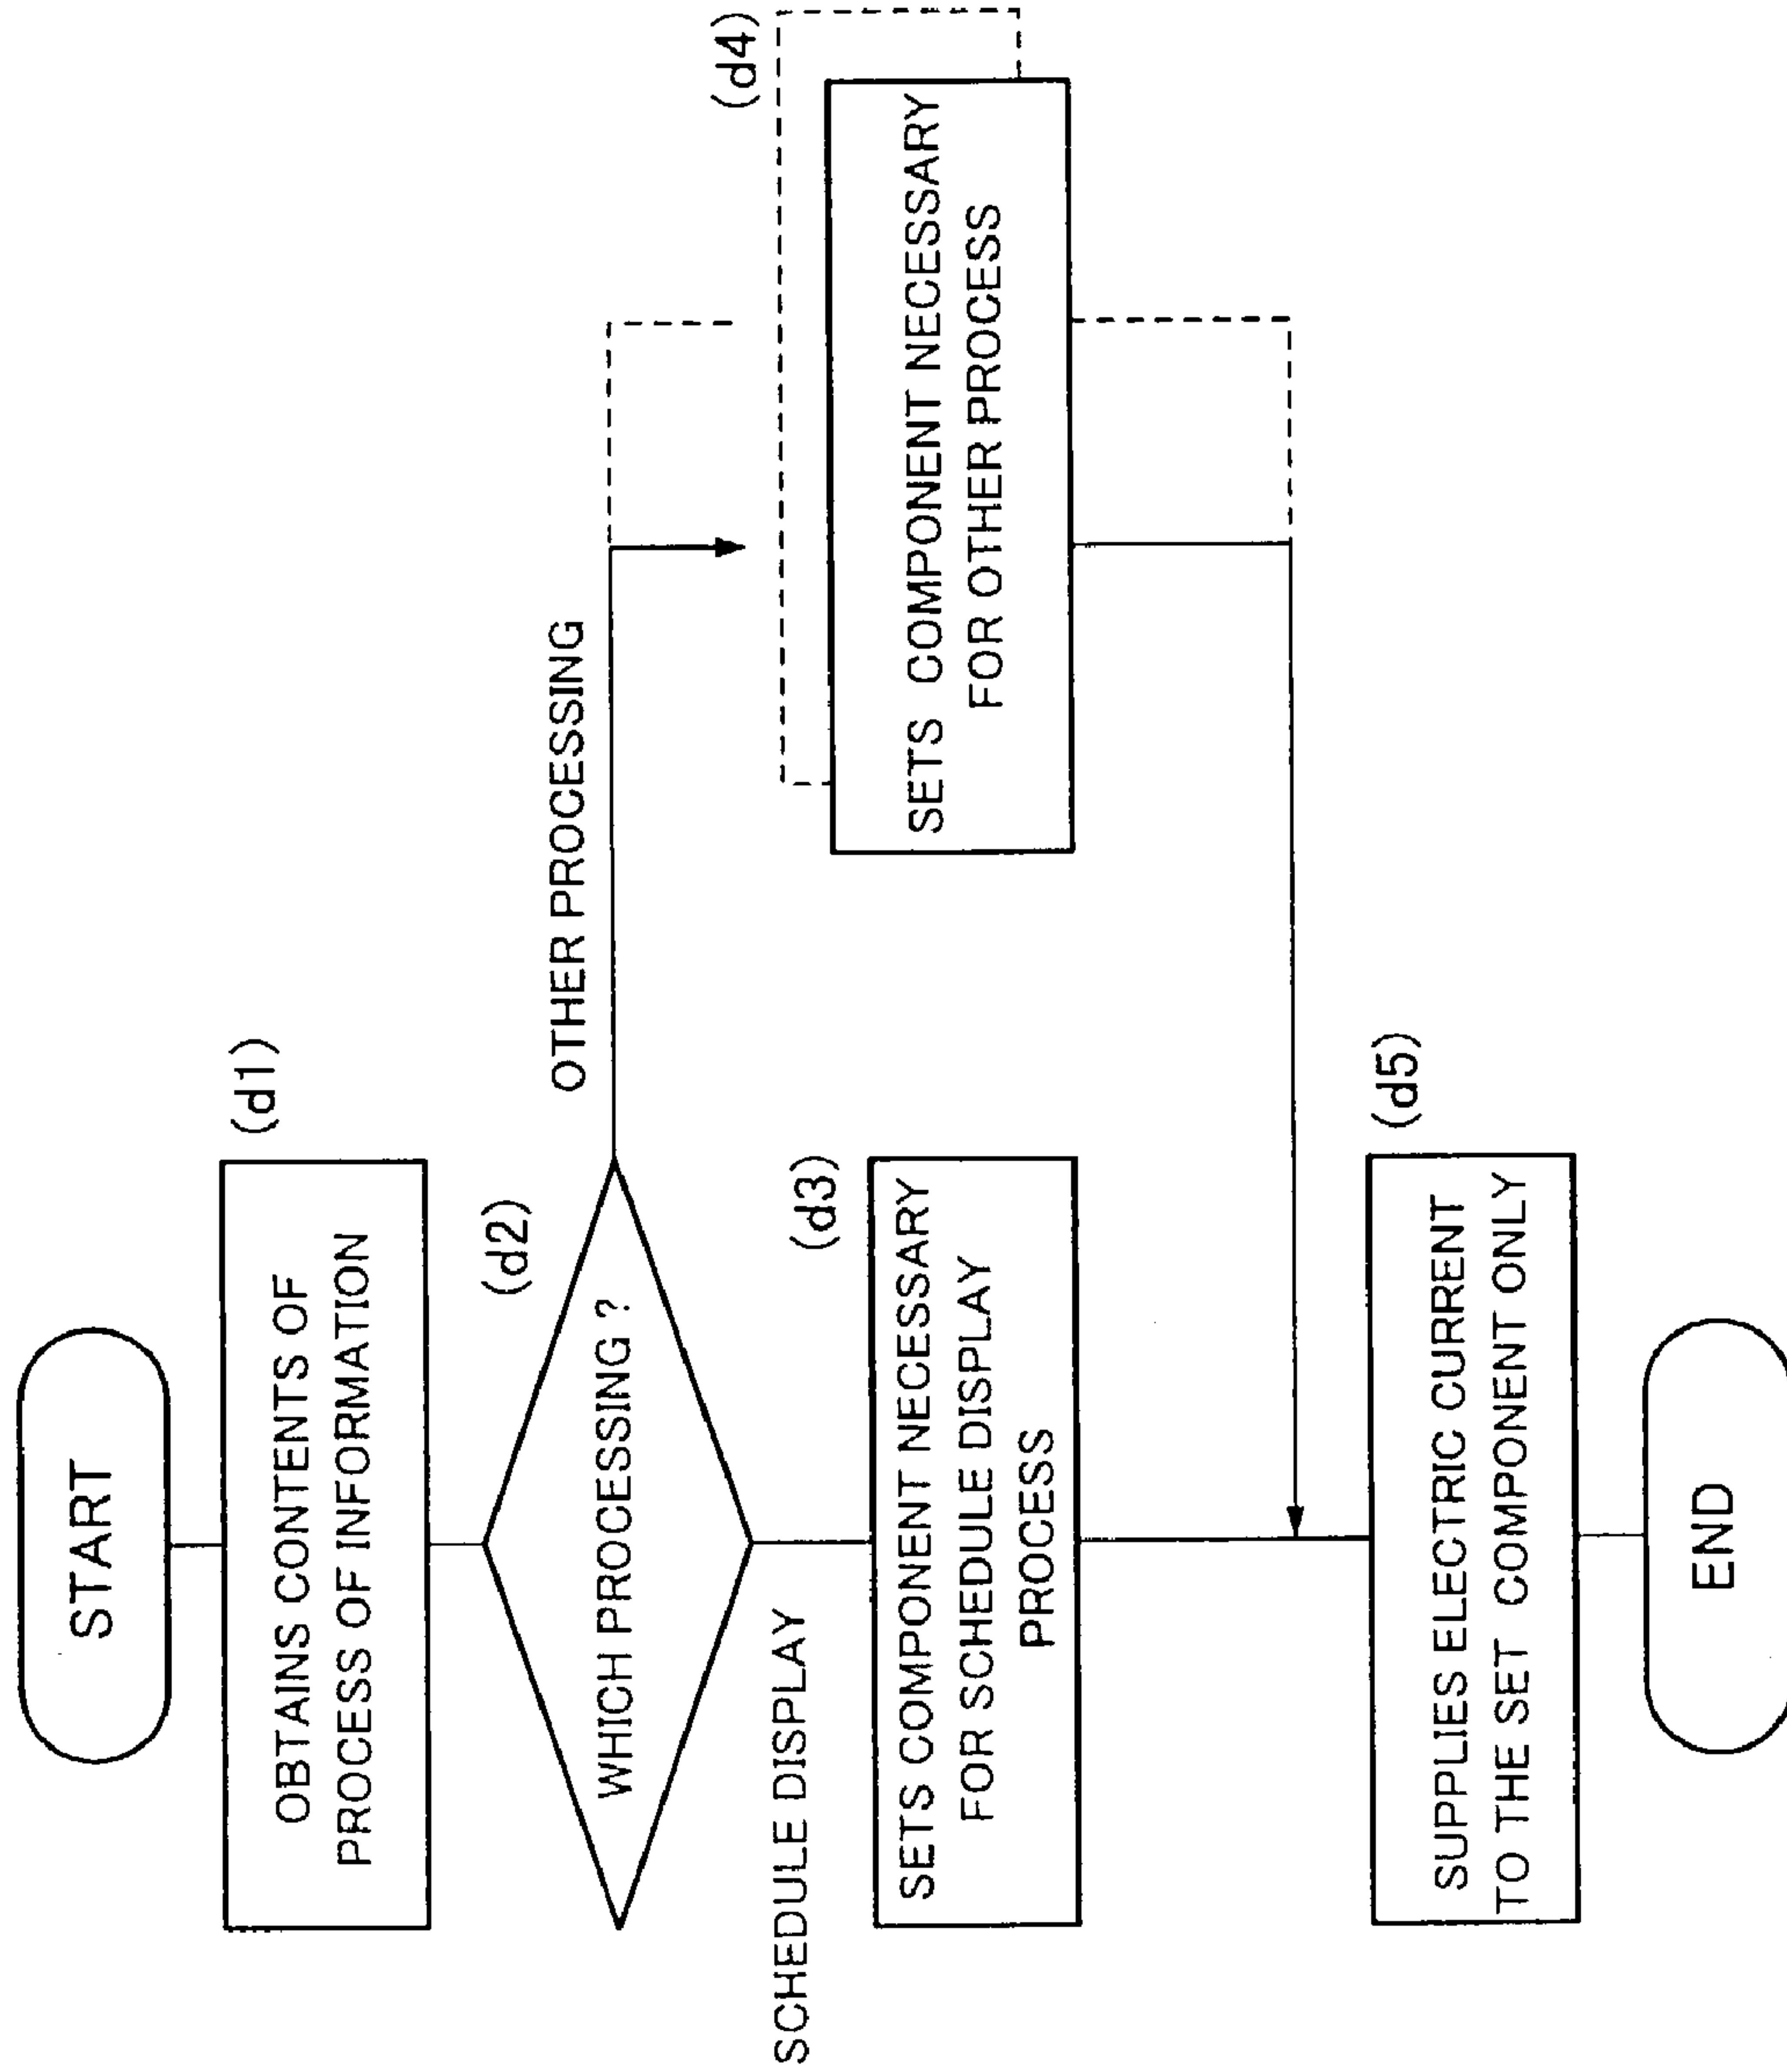 START
(d1)
OBTAINS CONTENTS OF
PROCESS OF INFORMATION
(d2)
WHICH PROCESSING ?
OTHER PROCESSING
SCHEDULE DISPLAY
(d3)
SETS COMPONENT NECESSARY
FOR SCHEDULE DISPLAY
PROCESS
(d4)
SETS COMPONENT NECESSARY
FOR OTHER PROCESS
(d5)
SUPPLIES ELECTRIC CURRENT
TO THE SET COMPONENT ONLY
END